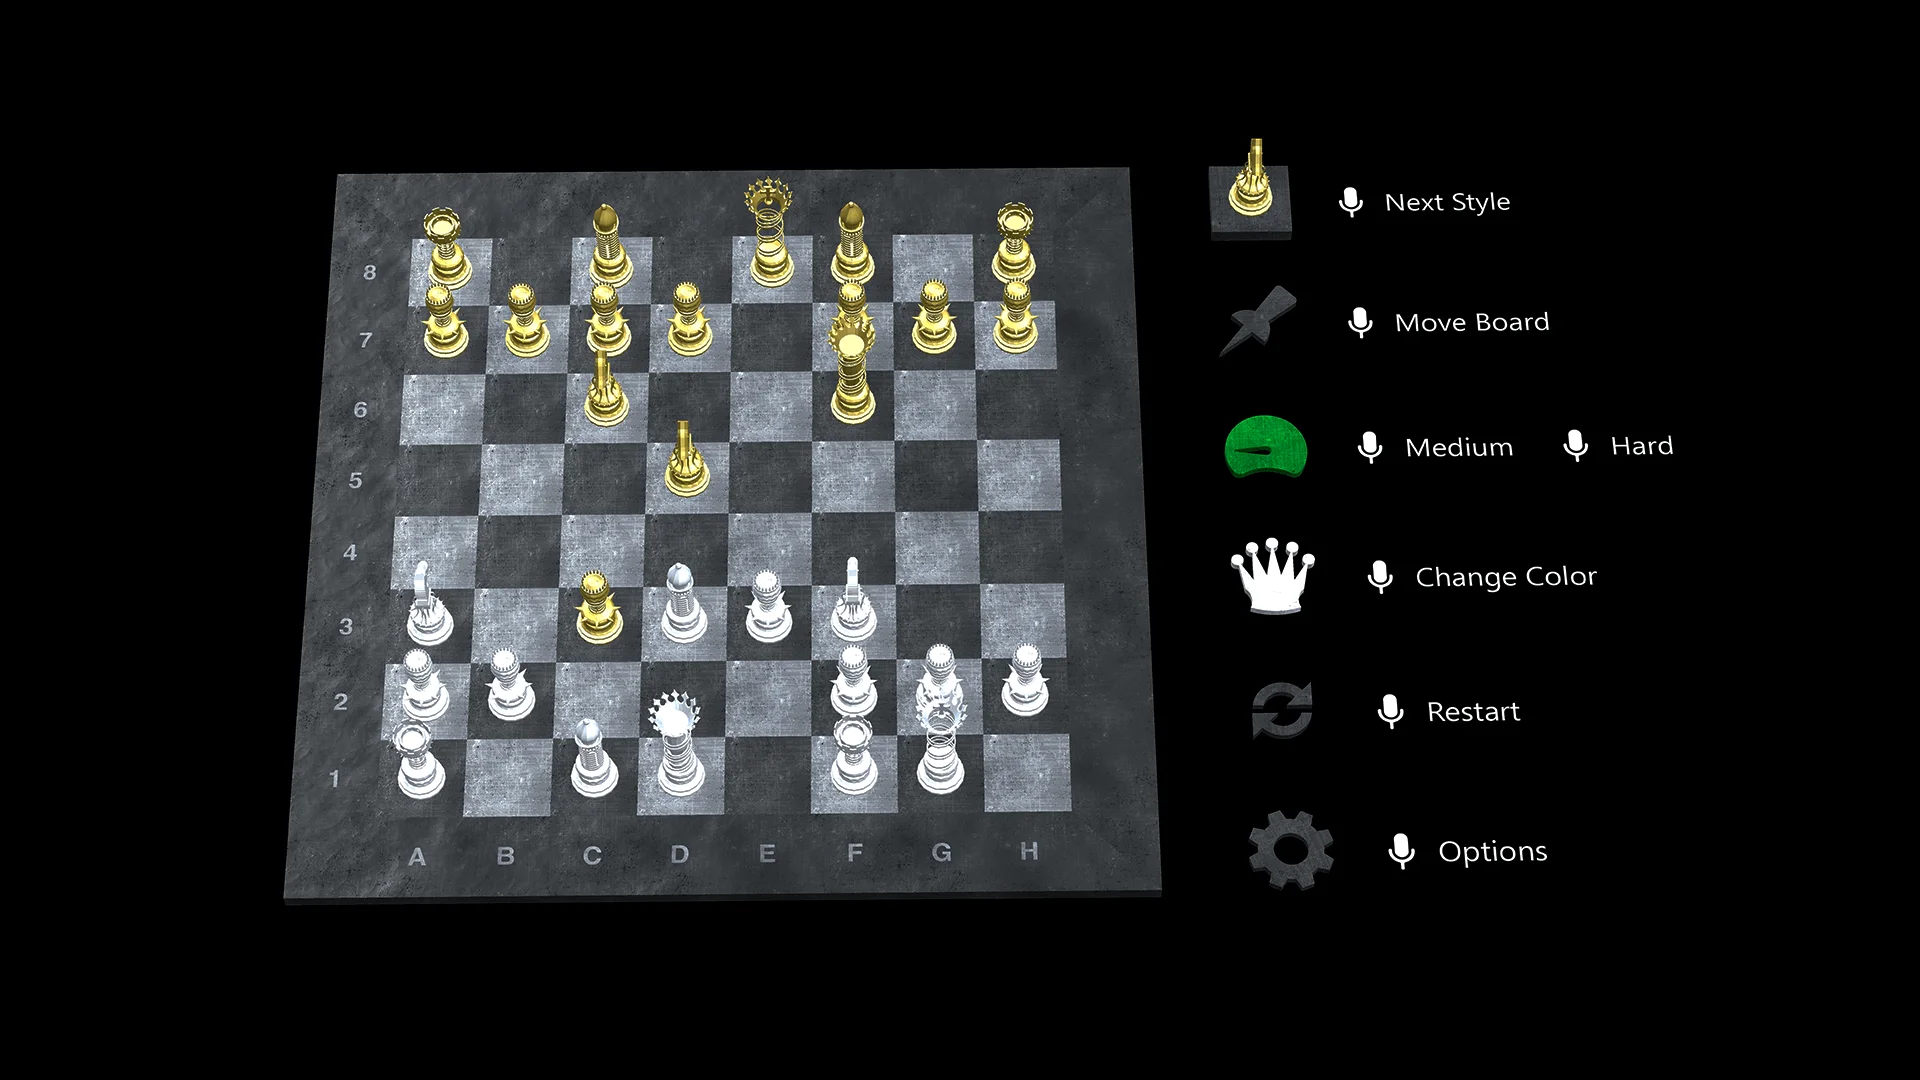 8
7
6
5
4
3
2
1
A B C D E F G H
Next Style
Move Board
Medium Hard
Change Color
Restart
Options